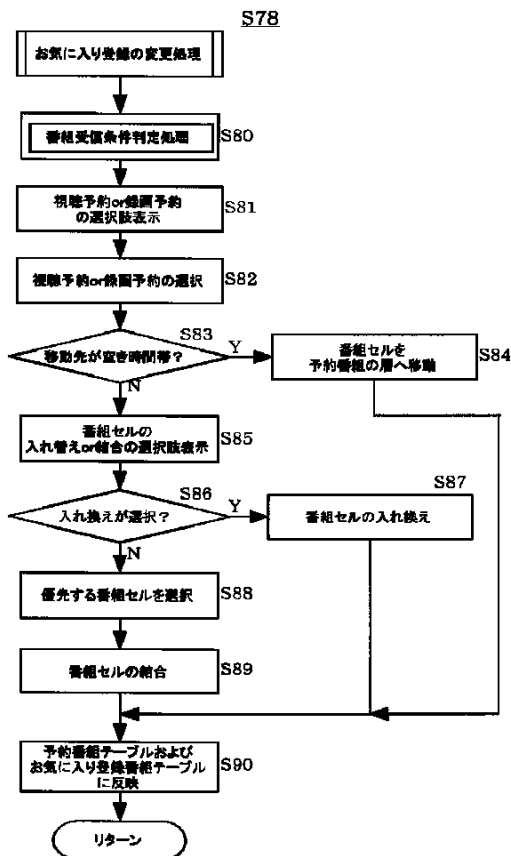 S78
お気に入り登録の変更処理
番組受信条件判定処理
S80
視聴予約or録画予約
の選択肢表示
S81
視聴予約or録画予約の選択
S82
S83
移動先が空き時間帯？
Y
N
番組セルを
予約番組の層へ移動
S84
番組セルの
入れ替えor結合の選択肢表示
S85
S86
入れ換えが選択？
Y
N
S87
番組セルの入れ換え
優先する番組セルを選択
S88
番組セルの結合
S89
予約番組テーブルおよび
お気に入り登録番組テーブル
に反映
S90
リターン